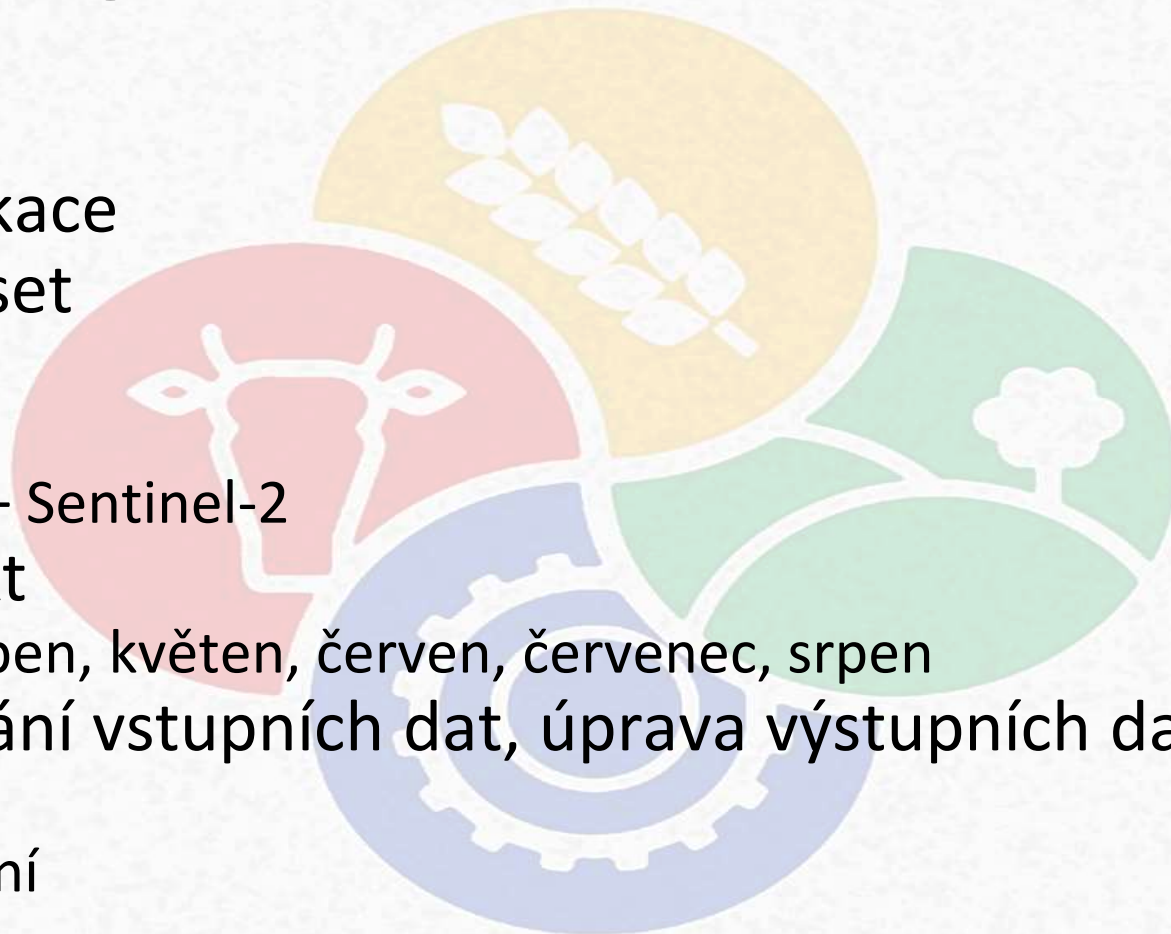 kace
set
- Sentinel-2
t
pen, květen, červen, červenec, srpen
ání vstupních dat, úprava výstupních da
ní